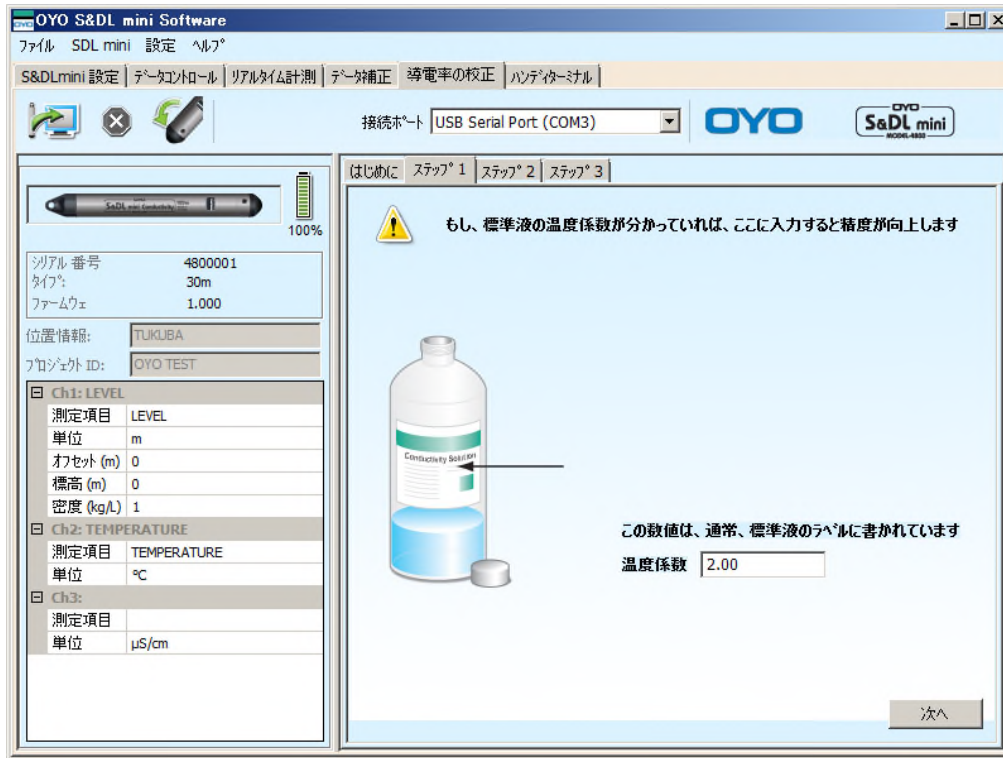 OYO S&DL mini Software
ﾌｧｲﾙ SDL mini 設定 ﾍﾙﾌﾟ
S&DLmini 設定 ﾃﾞｰﾀｺﾝﾄﾛｰﾙ ﾘｱﾙﾀｲﾑ計測 ﾃﾞｰﾀ補正 導電率の校正 ﾊﾝﾃﾞｨﾀｰﾐﾅﾙ
接続ﾎﾟｰﾄ USB Serial Port (COM3)
OYO
OYO
S&DL mini
MODEL-4800
はじめに ｽﾃｯﾌﾟ 1 ｽﾃｯﾌﾟ 2 ｽﾃｯﾌﾟ 3
100%
ｼﾘｱﾙ 番号 4800001
ﾀｲﾌﾟ: 30m
ﾌｧｰﾑｳｪ 1.000
位置情報: TUKUBA
ﾌﾟﾛｼﾞｪｸﾄ ID: OYO TEST
Ch1: LEVEL
測定項目 LEVEL
単位 m
ｵﾌｾｯﾄ (m) 0
標高 (m) 0
密度 (kg/L) 1
Ch2: TEMPERATURE
測定項目 TEMPERATURE
単位 °C
Ch3:
測定項目
単位 µS/cm
もし、標準液の温度係数が分かっていれば、ここに入力すると精度が向上します
Conductivity Solution
この数値は、通常、標準液のﾗﾍﾞﾙに書かれています
温度係数 2.00
次へ